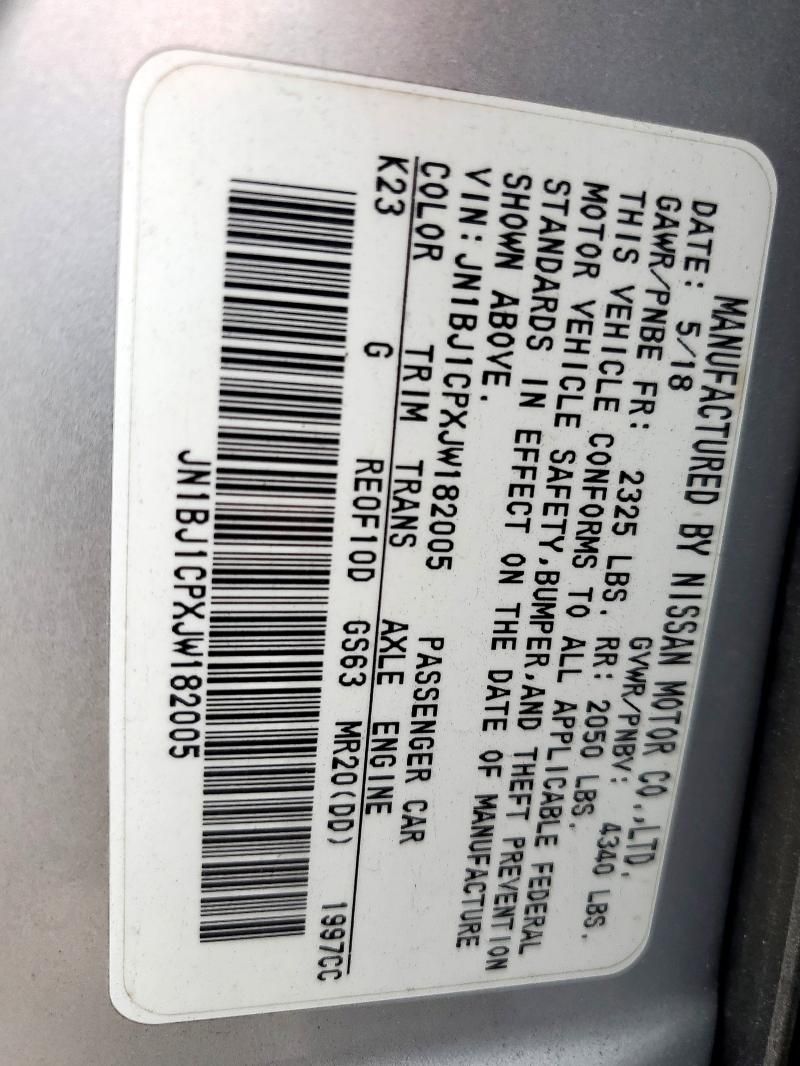 MANUFACTURED BY NISSAN MOTOR CO.,LTD.
DATE: 5/18 GVWR/PNBV: 4340 LBS.
GAWR/PNBE FR: 2325 LBS. RR: 2050 LBS.
THIS VEHICLE CONFORMS TO ALL APPLICABLE FEDERAL
MOTOR VEHICLE SAFETY,BUMPER,AND THEFT PREVENTION
STANDARDS IN EFFECT ON THE DATE OF MANUFACTURE
SHOWN ABOVE.
VIN:JN1BJ1CPXJW182005 PASSENGER CAR
COLOR TRIM TRANS AXLE ENGINE
K23 G RE0F10D GS63 MR20(DD) 1997CC
JN1BJ1CPXJW182005